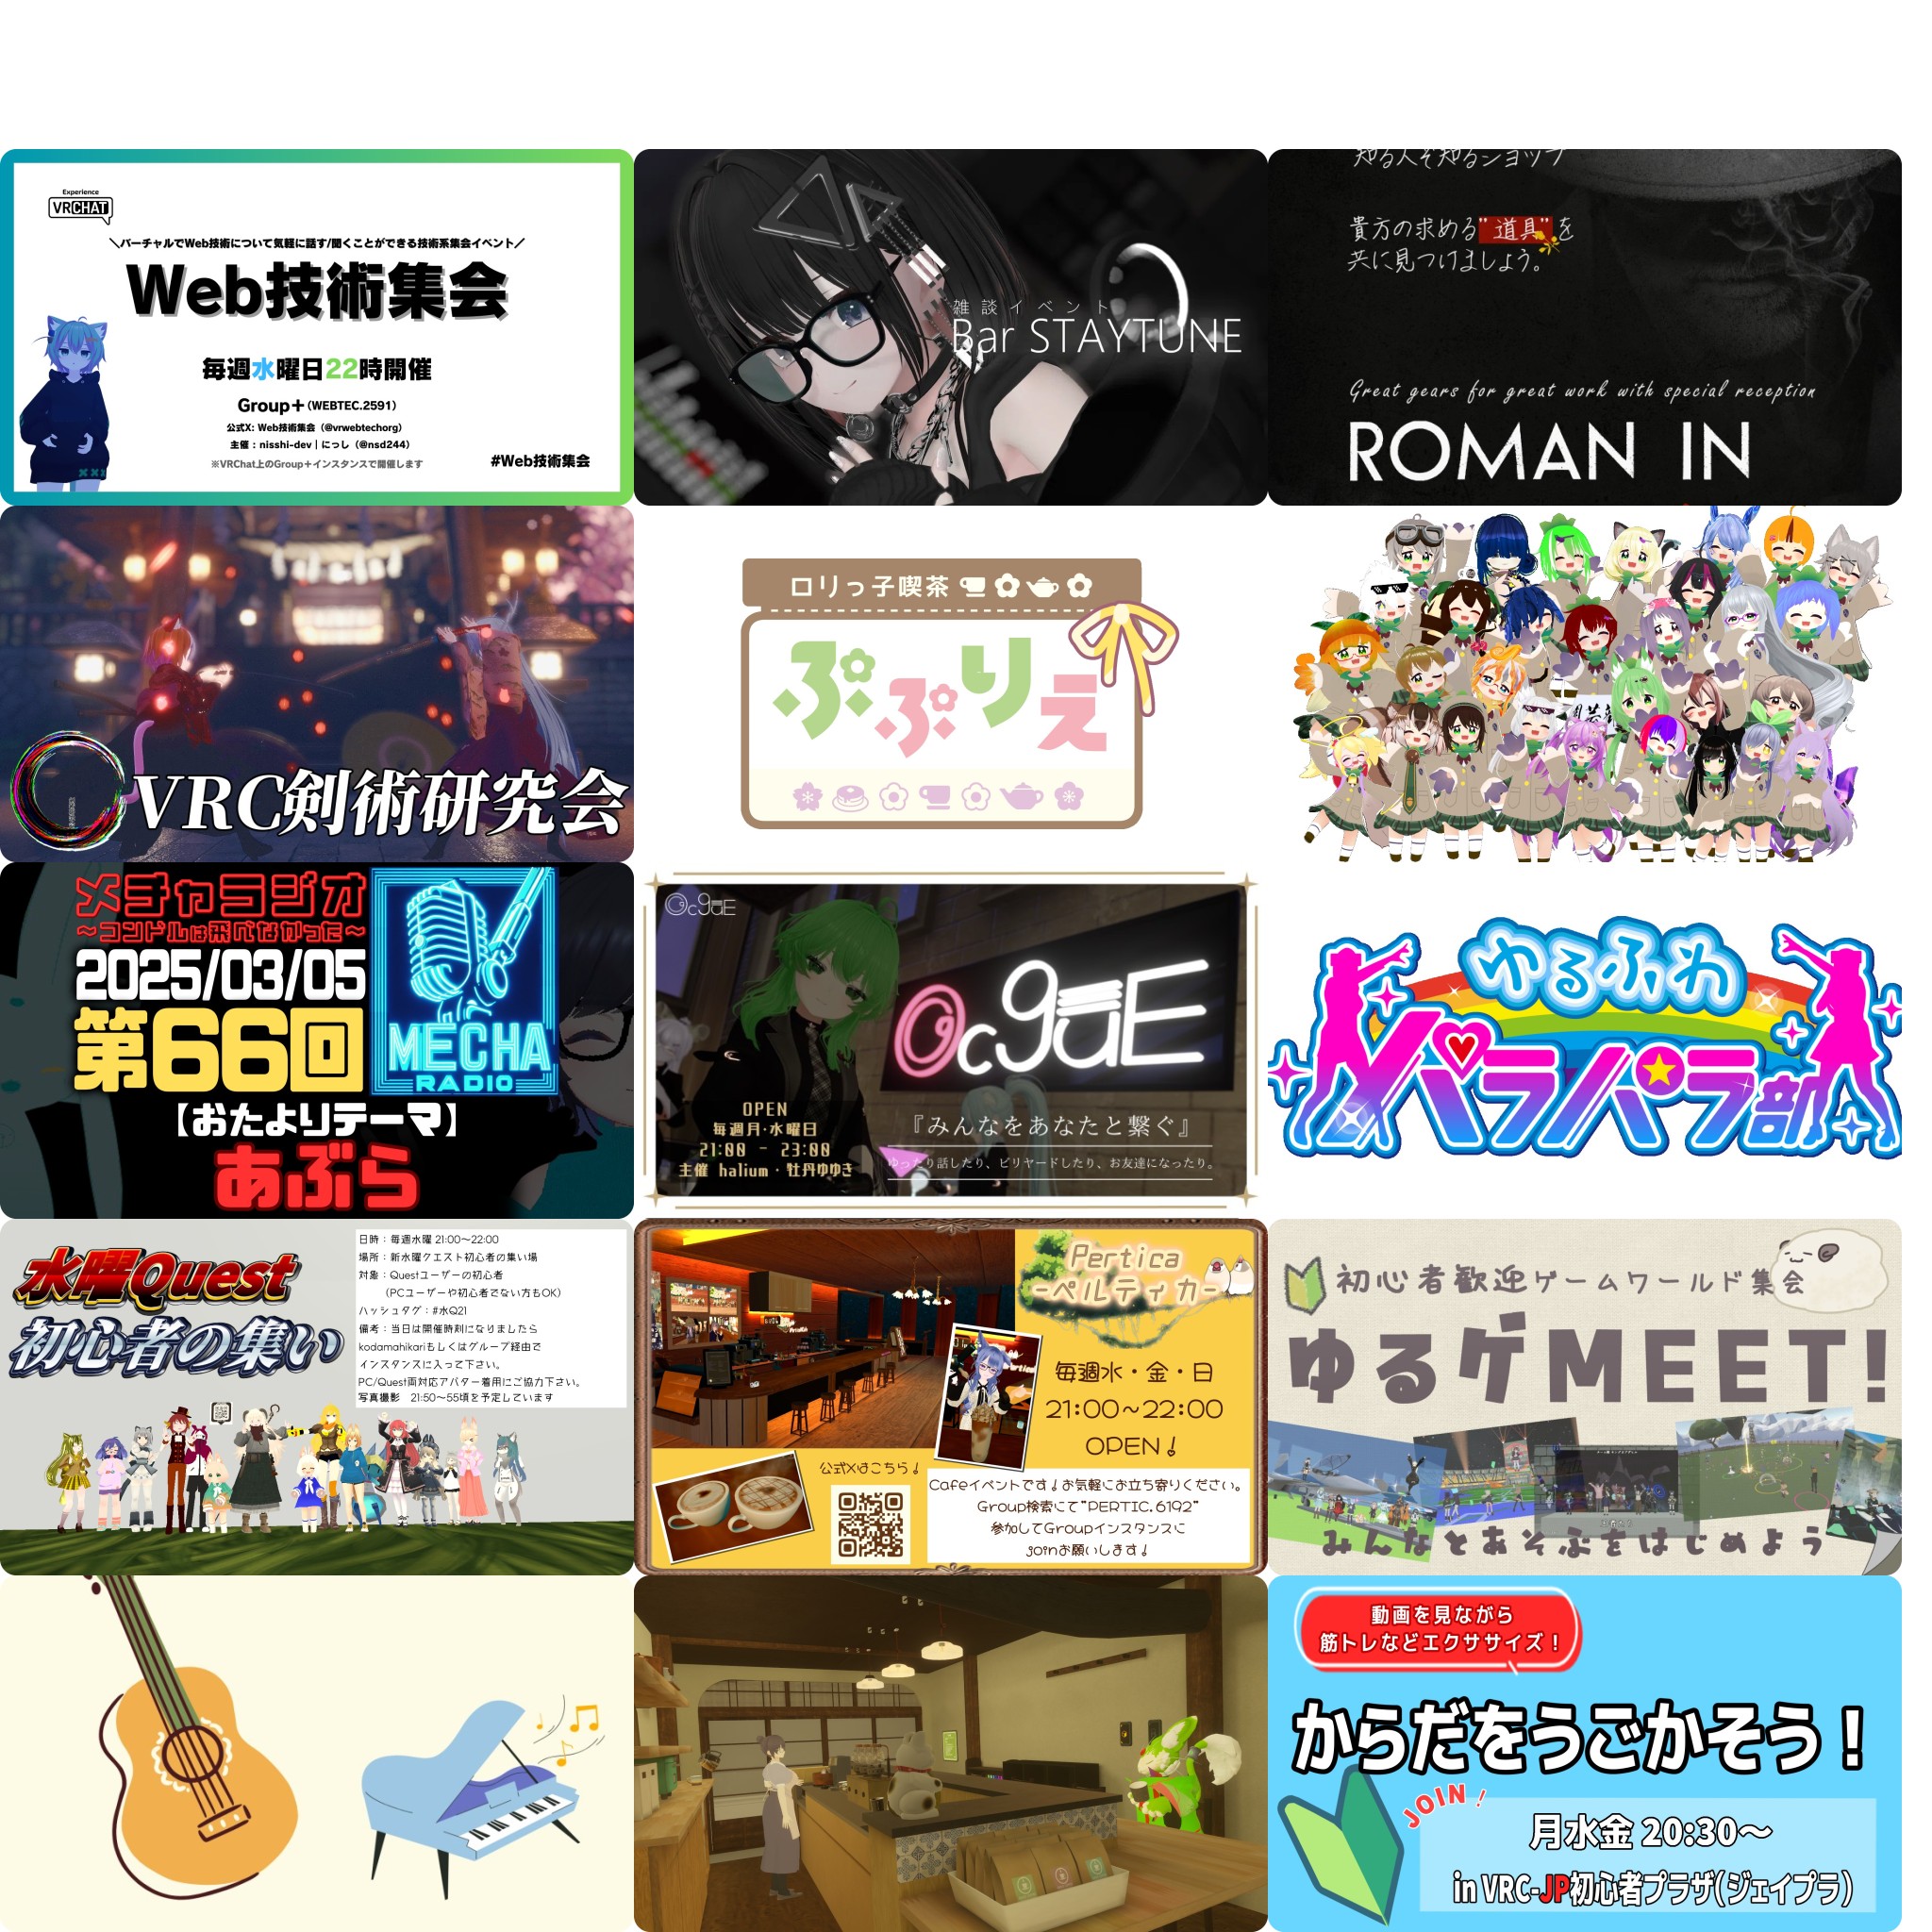 Experience
VRCHAT
＼バーチャルでWeb技術について気軽に話す/聞くことができる技術系集会イベント／
Web技術集会
毎週水曜日22時開催
Group+(WEBTEC.2591)
公式X: Web技術集会（@vrwebtechorg）
主催：nisshi-dev｜にっし（@nsd244）
※VRChat上のGroup+インスタンスで開催します
#Web技術集会
雑談イベント
Bar STAYTUNE
知る人ぞ知るショップ
貴方の求める"道具"を
共に見つけましょう。
Great gears for great work with special reception
ROMAN IN
VRC剣術研究会
ロリっ子喫茶
ぷぷりえ
メチャラジオ
～コンドルは飛べなかった～
2025/03/05
第66回
【おたよりテーマ】
あぶら
MECHA
RADIO
Oc9uE
Oc9uE
OPEN
毎週月・水曜日
21:00 - 23:00
主催 halium・牡丹ゆゆき
『みんなをあなたと繋ぐ』
ゆったり話したり、ビリヤードしたり、お友達になったり。
ゆるふわ
パラパラ部
水曜Quest
初心者の集い
日時：毎週水曜 21:00～22:00
場所：新水曜クエスト初心者の集い場
対象：Questユーザーの初心者
（PCユーザーや初心者でない方もOK）
ハッシュタグ：#水Q21
備考：当日は開催時刻になりましたら
kodamahikariもしくはグループ経由で
インスタンスに入って下さい。
PC/Quest両対応アバター着用にご協力下さい。
写真撮影　21:50～55頃を予定しています
Pertica
-ペルティカ-
毎週水・金・日
21:00~22:00
OPEN！
公式Xはこちら！
Cafeイベントです！お気軽にお立ち寄りください。
Group検索にて"PERTIC.6192"
参加してGroupインスタンスに
joinお願いします！
初心者歓迎ゲームワールド集会
ゆるゲMEET!
みんなとあそぶをはじめよう
動画を見ながら
筋トレなどエクササイズ！
からだをうごかそう！
JOIN！
月水金 20:30～
in VRC-JP初心者プラザ(ジェイプラ)